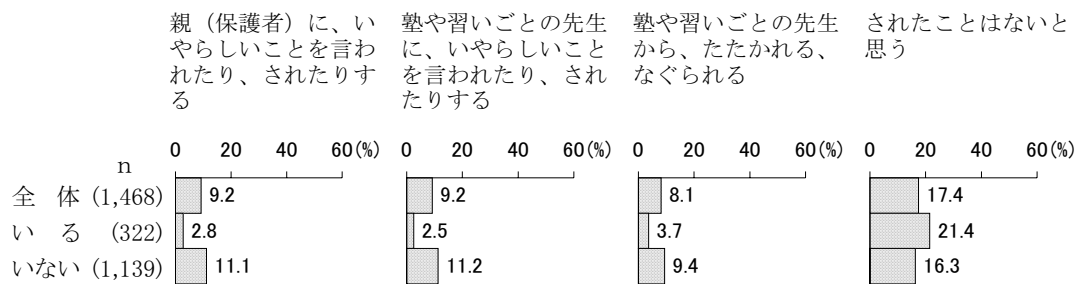 親（保護者）に、い
やらしいことを言わ
れたり、されたりす
る
塾や習いごとの先生
に、いやらしいこと
を言われたり、され
たりする
塾や習いごとの先生
から、たたかれる、
なぐられる
されたことはないと
思う
0 20 40 60(%) 0 20 40 60(%) 0 20 40 60(%) 0 20 40 60(%)
n
全 体 (1,468) 9.2 9.2 8.1 17.4
い る (322) 2.8 2.5 3.7 21.4
いない (1,139) 11.1 11.2 9.4 16.3